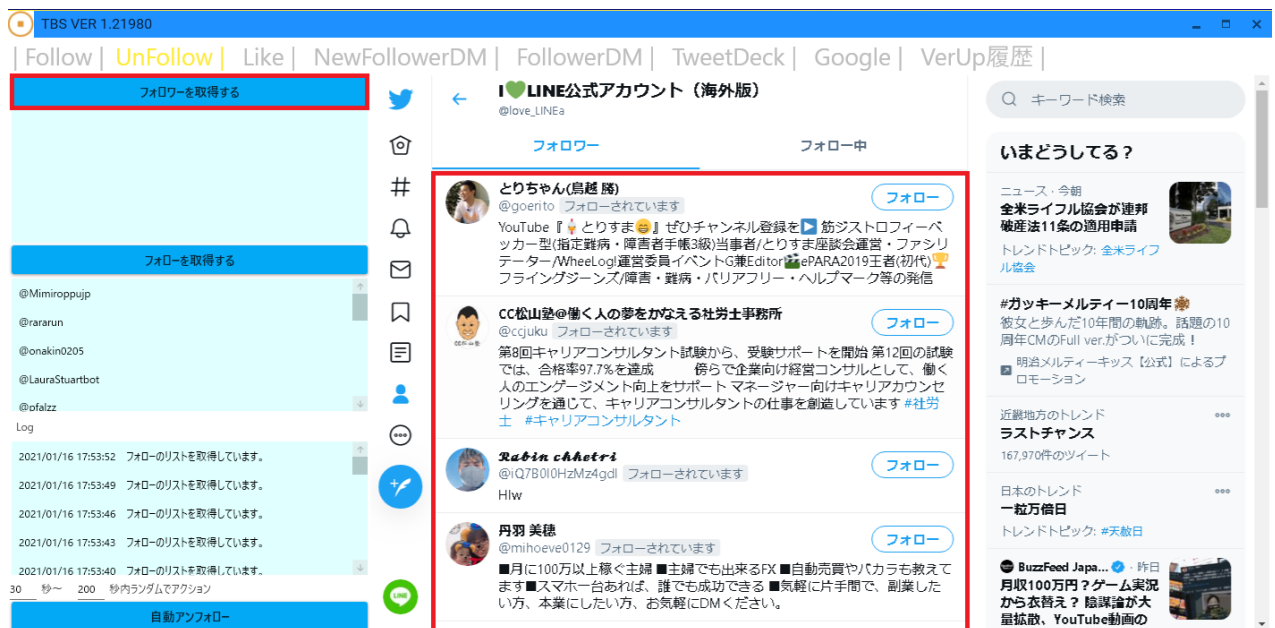 TBS VER 1.21980
| Follow | UnFollow | Like | NewFollowerDM | FollowerDM | TweetDeck | Google | VerUp履歴 |
フォロワーを取得する
フォローを取得する
@Mimiroppujp
@rararun
@onakin0205
@LauraStuartbot
@pfalzz
Log
2021/01/16 17:53:52 フォローのリストを取得しています。
2021/01/16 17:53:49 フォローのリストを取得しています。
2021/01/16 17:53:46 フォローのリストを取得しています。
2021/01/16 17:53:43 フォローのリストを取得しています。
2021/01/16 17:53:40 フォローのリストを取得しています。
30 秒～ 200 秒内ランダムでアクション
自動アンフォロー
LINE
I💚LINE公式アカウント（海外版）
@love_LINEa
フォロワー フォロー中
とりちゃん(鳥越 勝)
@goerito フォローされています
フォロー
YouTube『👨‍🦽とりすま😄』ぜひチャンネル登録を▶筋ジストロフィーベ
ッカー型(指定難病・障害者手帳3級)当事者/とりすま座談会運営・ファシリ
テーター/WheeLog!運営委員イベントG兼Editor🎬ePARA2019王者(初代)🏆
フライングジーンズ/障害・難病・バリアフリー・ヘルプマーク等の発信
CC松山塾@働く人の夢をかなえる社労士事務所
@ccjuku フォローされています
フォロー
第8回キャリアコンサルタント試験から、受験サポートを開始 第12回の試験
では、合格率97.7%を達成 傍らで企業向け経営コンサルとして、働く
人のエンゲージメント向上をサポート マネージャー向けキャリアカウンセ
リングを通じて、キャリアコンサルタントの仕事を創造しています #社労
士 #キャリアコンサルタント
Rabin chhetri
@iQ7B0I0HzMz4gdl フォローされています
フォロー
HIw
丹羽 美穂
@mihoeve0129 フォローされています
フォロー
■月に100万以上稼ぐ主婦 ■主婦でも出来るFX ■自動売買やバカラも教えて
ます■スマホ一台あれば、誰でも成功できる ■気軽に片手間で、副業した
い方、本業にしたい方、お気軽にDMください。
キーワード検索
いまどうしてる？
ニュース・今朝
全米ライフル協会が連邦
破産法11条の適用申請
トレンドトピック: 全米ライフ
ル協会
#ガッキーメルティー10周年
彼女と歩んだ10年間の軌跡。話題の10
周年CMのFull ver.がついに完成！
明治メルティーキッス【公式】によるプ
ロモーション
近畿地方のトレンド
ラストチャンス
167,970件のツイート
日本のトレンド
一粒万倍日
トレンドトピック: #天赦日
BuzzFeed Japa... ・昨日
月収100万円？ゲーム実況
から衣替え？ 陰謀論が大
量拡散、YouTube動画の